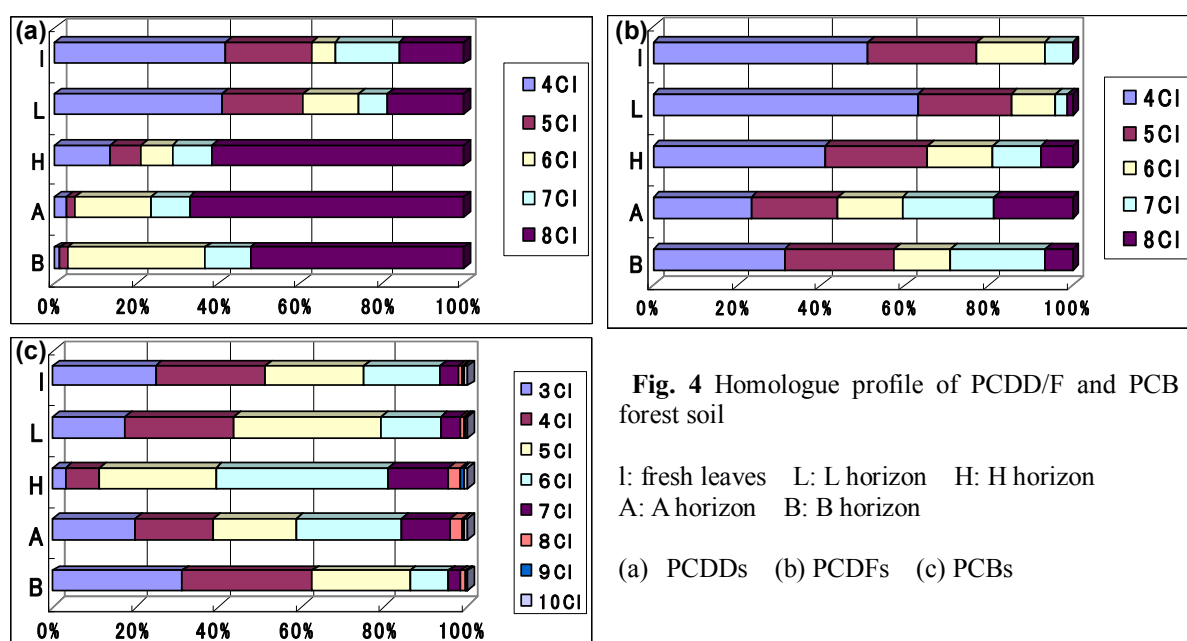 (a)
I
L
H
A
B
0% 20% 40% 60% 80% 100%
4Cl
5Cl
6Cl
7Cl
8Cl
(b)
I
L
H
A
B
0% 20% 40% 60% 80% 100%
4Cl
5Cl
6Cl
7Cl
8Cl
(c)
I
L
H
A
B
0% 20% 40% 60% 80% 100%
3Cl
4Cl
5Cl
6Cl
7Cl
8Cl
9Cl
10Cl
Fig. 4 Homologue profile of PCDD/F and PCB
forest soil
l: fresh leaves L: L horizon H: H horizon
A: A horizon B: B horizon
(a) PCDDs (b) PCDFs (c) PCBs